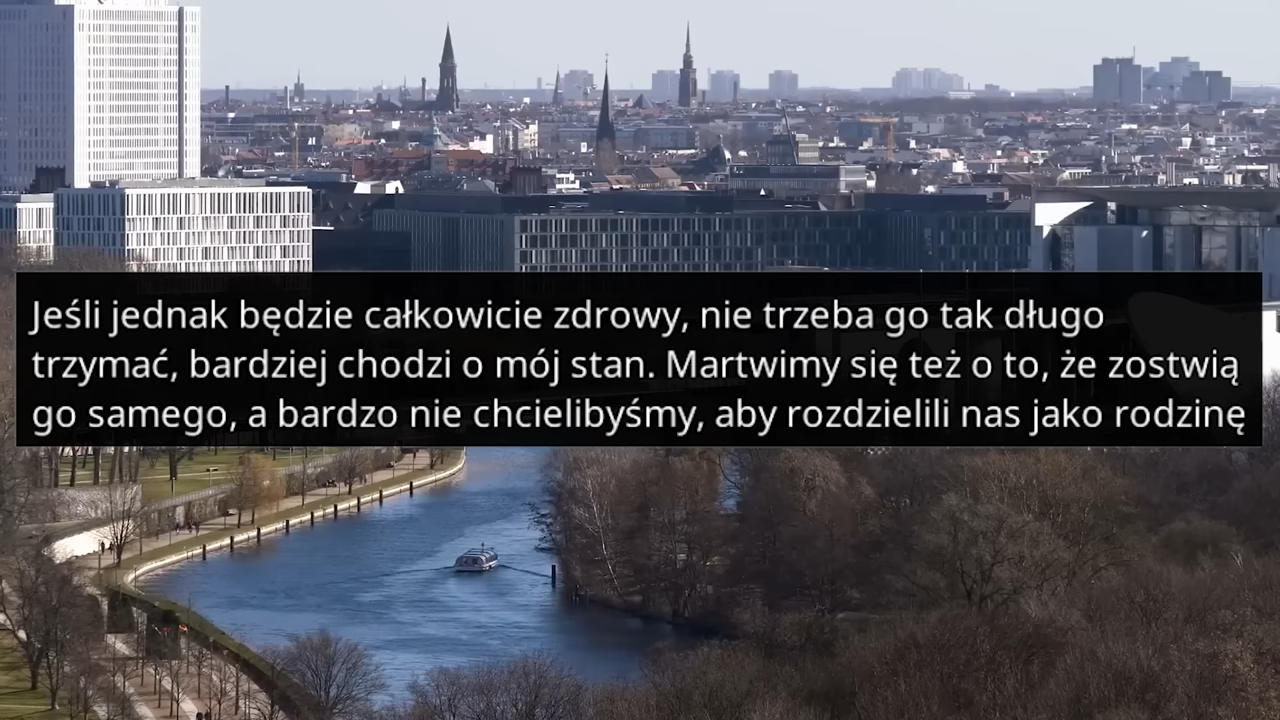 Jeśli jednak będzie całkowicie zdrowy, nie trzeba go tak długo
trzymać, bardziej chodzi o mój stan. Martwimy się też o to, że zostwią
go samego, a bardzo nie chcielibyśmy, aby rozdzielili nas jako rodzinę